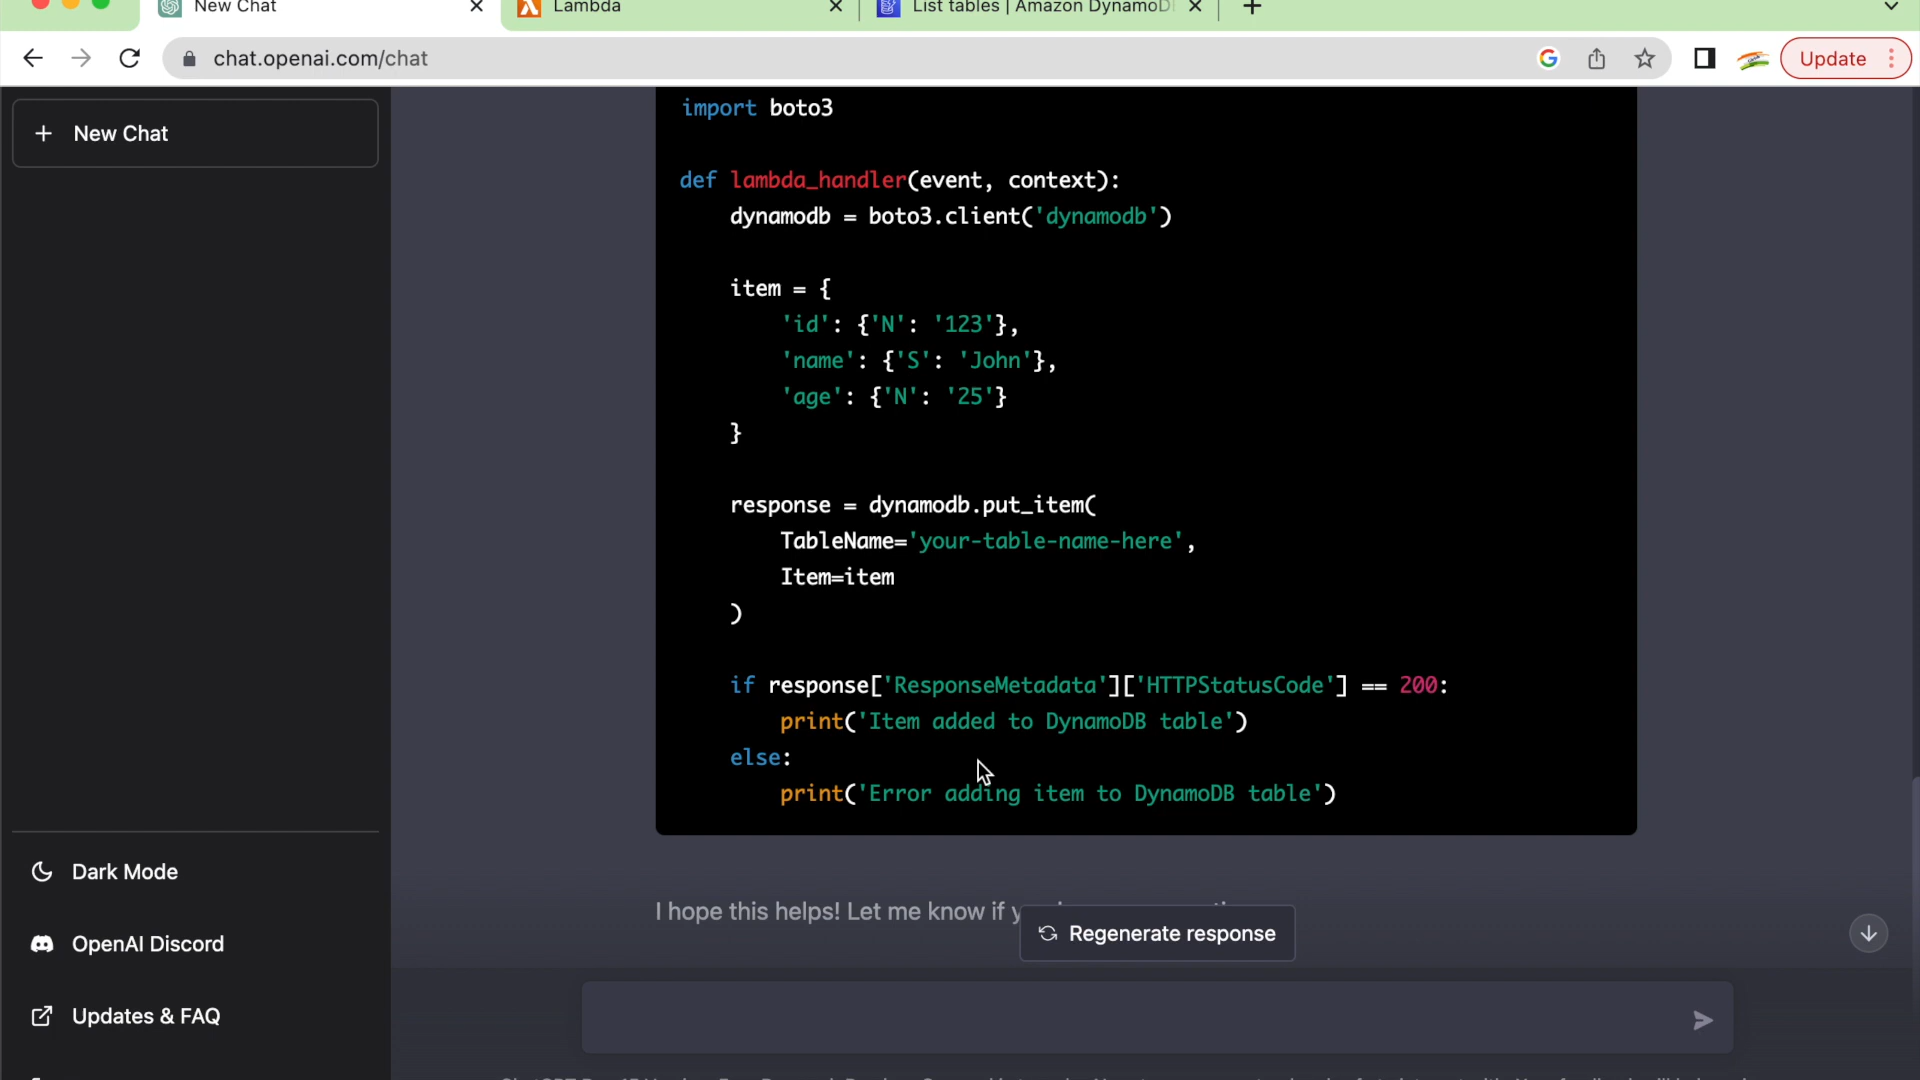 New Chat
Lambda
List tables | Amazon DynamoD
chat.openai.com/chat
Update
New Chat
import boto3
def lambda_handler(event, context):
dynamodb = boto3.client('dynamodb')
item = {
'id': {'N': '123'},
'name': {'S': 'John'},
'age': {'N': '25'}
}
response = dynamodb.put_item(
TableName='your-table-name-here',
Item=item
)
if response['ResponseMetadata']['HTTPStatusCode'] == 200:
print('Item added to DynamoDB table')
else:
print('Error adding item to DynamoDB table')
I hope this helps! Let me know if
Regenerate response
Dark Mode
OpenAI Discord
Updates & FAQ